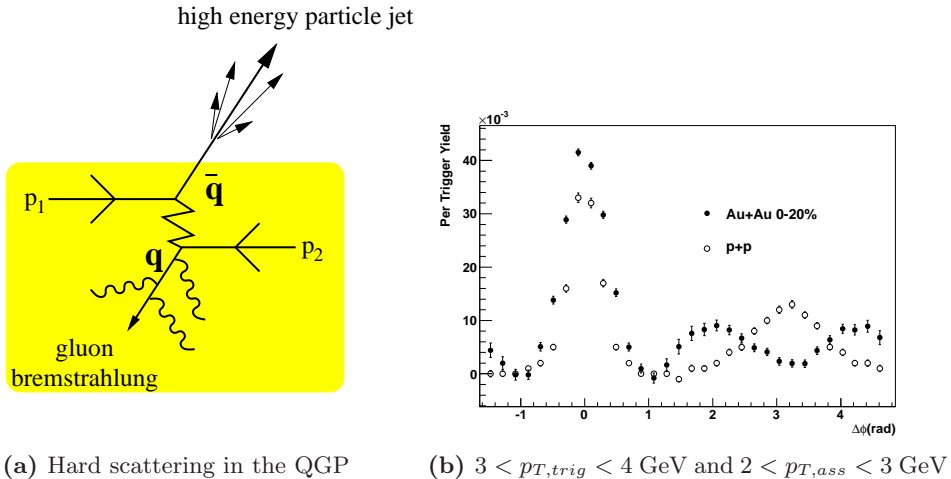 high energy particle jet
q̄
p₁
p₂
q
gluon
bremstrahlung
(a) Hard scattering in the QGP
×10⁻³
Per Trigger Yield
40
30
20
10
0
Au+Au 0-20%
p+p
-1 0 1 2 3 4
Δϕ(rad)
(b) 3 < p_{T,trig} < 4 GeV and 2 < p_{T,ass} < 3 GeV